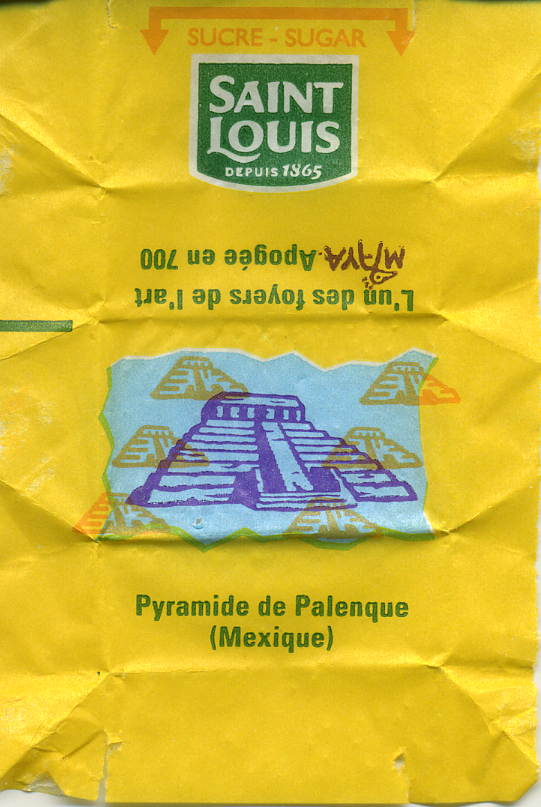 SUCRE - SUGAR
SAINT
LOUIS
DEPUIS 1865
L'un des foyers de l'art
MAYA. Apogée en 700
Pyramide de Palenque
(Mexique)